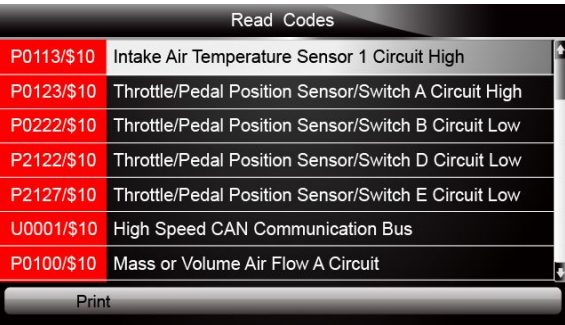 Read Codes
P0113/$10 Intake Air Temperature Sensor 1 Circuit High
P0123/$10 Throttle/Pedal Position Sensor/Switch A Circuit High
P0222/$10 Throttle/Pedal Position Sensor/Switch B Circuit Low
P2122/$10 Throttle/Pedal Position Sensor/Switch D Circuit Low
P2127/$10 Throttle/Pedal Position Sensor/Switch E Circuit Low
U0001/$10 High Speed CAN Communication Bus
P0100/$10 Mass or Volume Air Flow A Circuit
Print